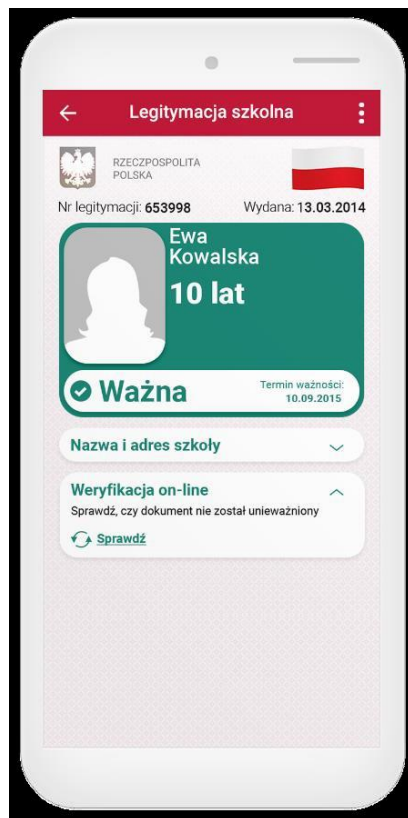 Legitymacja szkolna
RZECZPOSPOLITA
POLSKA
Nr legitymacji: 653998 Wydana: 13.03.2014
Ewa
Kowalska
10 lat
Ważna
Termin ważności:
10.09.2015
Nazwa i adres szkoły
Weryfikacja on-line
Sprawdź, czy dokument nie został unieważniony
Sprawdź